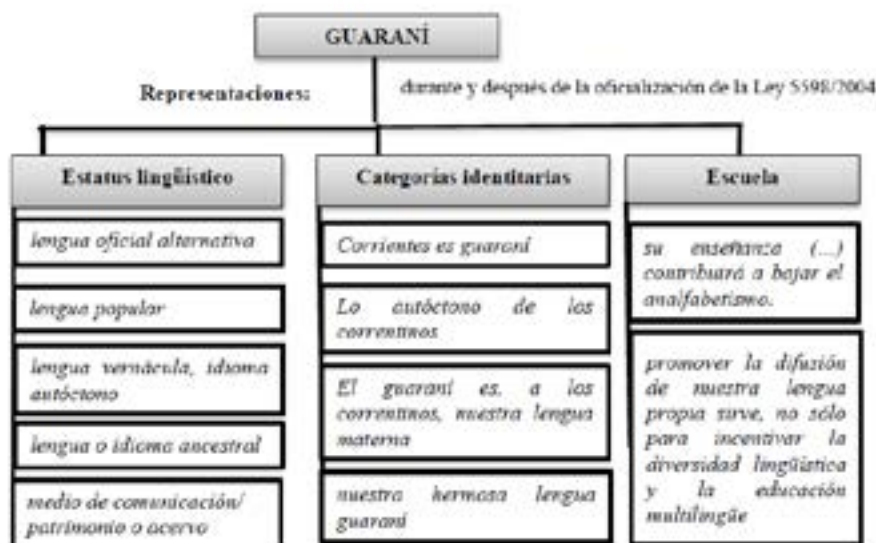 GUARANÍ
Representaciones:
durante y después de la oficialización de la Ley 5598/2004
Estatus lingüístico
lengua oficial alternativa
lengua popular
lengua vernácula, idioma
autóctono
lengua o idioma ancestral
medio de comunicación/
patrimonio o acervo
Categorías identitarias
Corrientes es guaraní
Lo autóctono de los
correntinos
El guaraní es, a los
correntinos, nuestra lengua
materna
nuestra hermosa lengua
guaraní
Escuela
su enseñanza (...)
contribuirá a bajar el
analfabetismo.
promover la difusión
de nuestra lengua
propia sirve, no sólo
para incentivar la
diversidad lingüística
y la educación
multilingüe